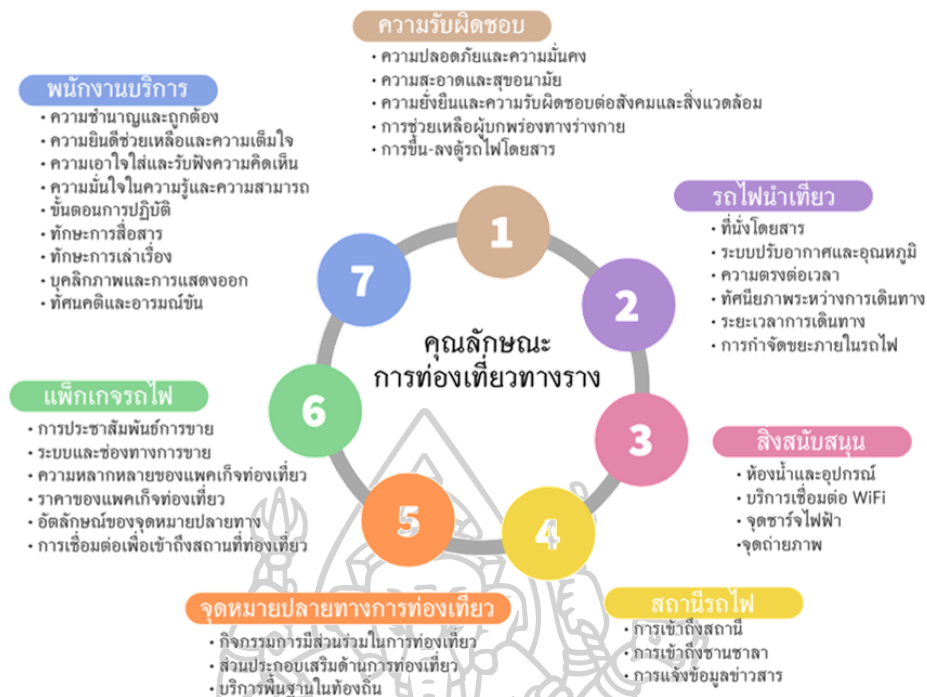 ความรับผิดชอบ
• ความปลอดภัยและความมั่นคง
• ความสะอาดและสุขอนามัย
• ความยั่งยืนและความรับผิดชอบต่อสังคมและสิ่งแวดล้อม
• การช่วยเหลือผู้บกพร่องทางร่างกาย
• การขึ้น-ลงตู้รถไฟโดยสาร
รถไฟนำเที่ยว
• ที่นั่งโดยสาร
• ระบบปรับอากาศและอุณหภูมิ
• ความตรงต่อเวลา
• ทัศนียภาพระหว่างการเดินทาง
• ระยะเวลาการเดินทาง
• การกำจัดขยะภายในรถไฟ
สิ่งสนับสนุน
• ห้องน้ำและอุปกรณ์
• บริการเชื่อมต่อ WiFi
• จุดชาร์จไฟฟ้า
•จุดถ่ายภาพ
สถานีรถไฟ
• การเข้าถึงสถานี
• การเข้าถึงชานชาลา
• การแจ้งข้อมูลข่าวสาร
จุดหมายปลายทางการท่องเที่ยว
• กิจกรรมการมีส่วนร่วมในการท่องเที่ยว
• ส่วนประกอบเสริมด้านการท่องเที่ยว
• บริการพื้นฐานในท้องถิ่น
แพ็กเกจรถไฟ
• การประชาสัมพันธ์การขาย
• ระบบและช่องทางการขาย
• ความหลากหลายของแพคเก็จท่องเที่ยว
• ราคาของแพคเก็จท่องเที่ยว
• อัตลักษณ์ของจุดหมายปลายทาง
• การเชื่อมต่อเพื่อเข้าถึงสถานที่ท่องเที่ยว
พนักงานบริการ
• ความชำนาญและถูกต้อง
• ความยินดีช่วยเหลือและความเต็มใจ
• ความเอาใจใส่และรับฟังความคิดเห็น
• ความมั่นใจในความรู้และความสามารถ
• ขั้นตอนการปฏิบัติ
• ทักษะการสื่อสาร
• ทักษะการเล่าเรื่อง
• บุคลิกภาพและการแสดงออก
• ทัศนคติและอารมณ์ขัน
1
2
3
4
5
6
7
คุณลักษณะ
การท่องเที่ยวทางราง